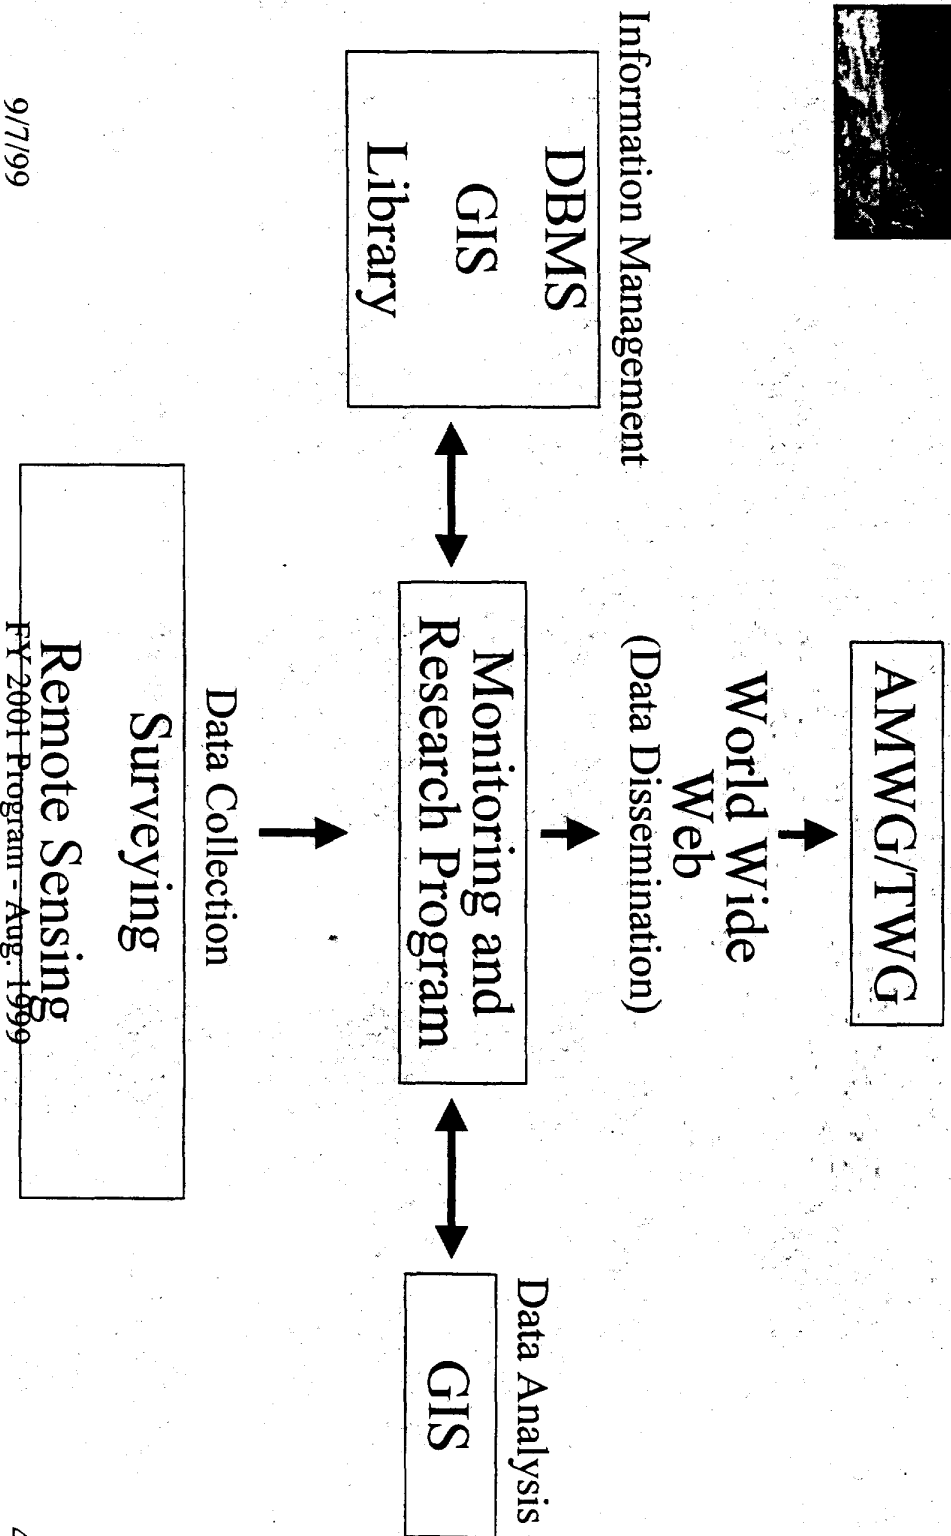 AMWG/TWG
World Wide
Web
(Data Dissemination)
Information Management
DBMS
GIS
Library
Monitoring and
Research Program
Data Analysis
GIS
Data Collection
Surveying
Remote Sensing
9/7/99
FY 2001 Program - Aug. 1999